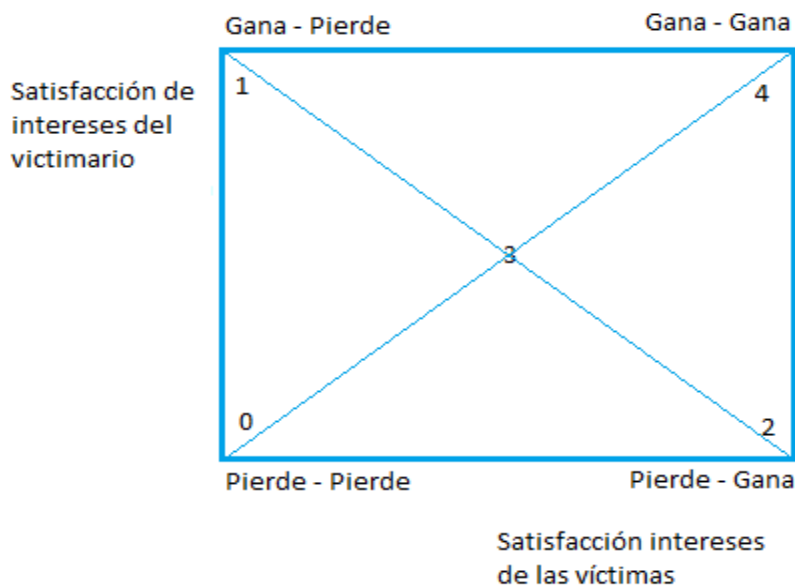 Gana - Pierde
Gana - Gana
Satisfacción de
intereses del
victimario
1
4
3
0
2
Pierde - Pierde
Pierde - Gana
Satisfacción intereses
de las víctimas